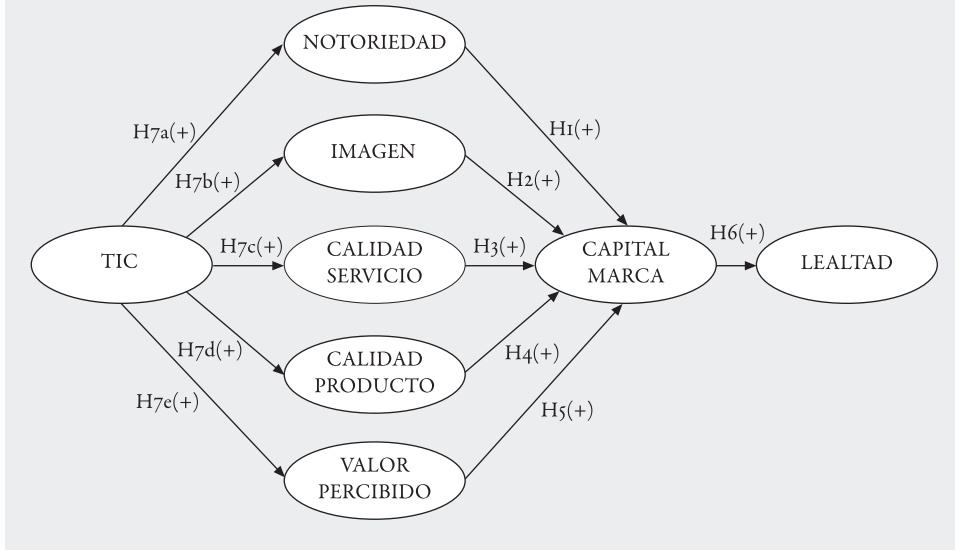 NOTORIEDAD
H7a(+)
H1(+)
IMAGEN
H7b(+)
H2(+)
TIC
H7c(+)
CALIDAD
SERVICIO
H3(+)
CAPITAL
MARCA
H6(+)
LEALTAD
H7d(+)
CALIDAD
PRODUCTO
H4(+)
H7e(+)
H5(+)
VALOR
PERCIBIDO